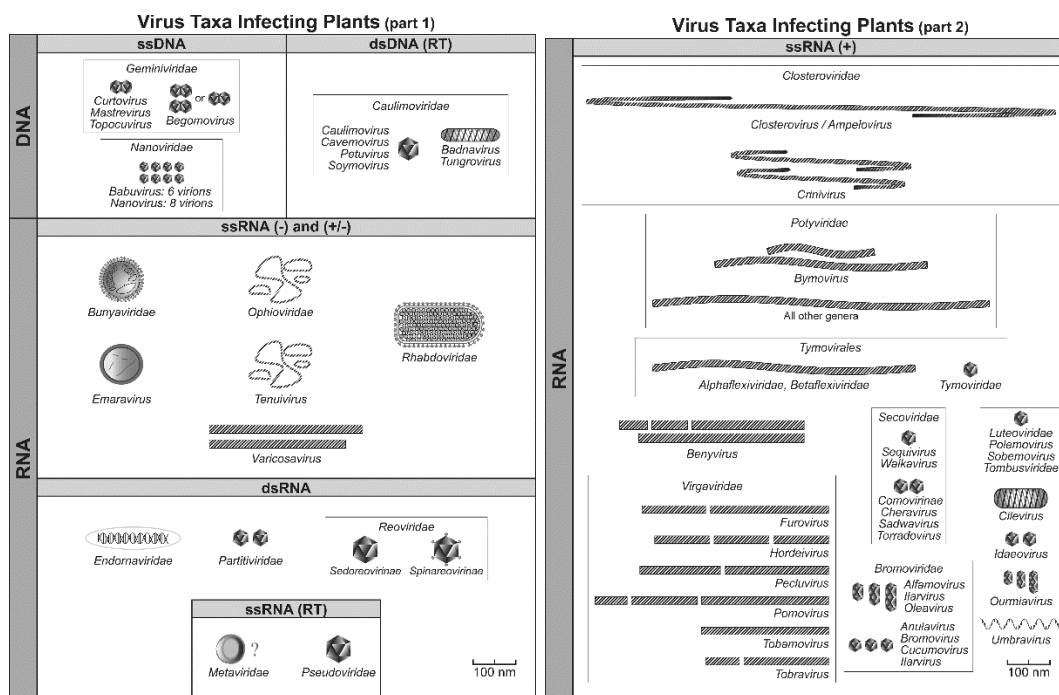 Virus Taxa Infecting Plants (part 1)
ssDNA
dsDNA (RT)
DNA
Geminiviridae
Curtovirus
Mastrevirus
Topocuvirus
or
Begomovirus
Nanoviridae
Babuvirus: 6 virions
Nanovirus: 8 virions
Caulimoviridae
Caulimovirus
Cavemovirus
Petuvirus
Soymovirus
Badnavirus
Tungrovirus
RNA
ssRNA (-) and (+/-)
Bunyaviridae
Ophioviridae
Rhabdoviridae
Emaravirus
Tenuivirus
Varicosavirus
dsRNA
Endornaviridae
Partitiviridae
Reoviridae
Sedoreovirinae
Spinareovirinae
ssRNA (RT)
Metaviridae
?
Pseudoviridae
100 nm
Virus Taxa Infecting Plants (part 2)
ssRNA (+)
RNA
Closteroviridae
Closterovirus / Ampelovirus
Crinivirus
Potyviridae
Bymovirus
All other genera
Tymovirales
Alphaflexiviridae, Betaflexiviridae
Tymoviridae
Benyvirus
Virgaviridae
Furovirus
Hordeivirus
Pecluvirus
Pomovirus
Tobamovirus
Tobravirus
Secoviridae
Sequivirus
Waikavirus
Comovirinae
Cheravirus
Sadwavirus
Torradovirus
Bromoviridae
Alfamovirus
Ilarvirus
Oleavirus
Anulavirus
Bromovirus
Cucumovirus
Ilarvirus
Luteoviridae
Polemovirus
Sobemovirus
Tombusviridae
Cilevirus
Idaeovirus
Ourmiavirus
Umbravirus
100 nm